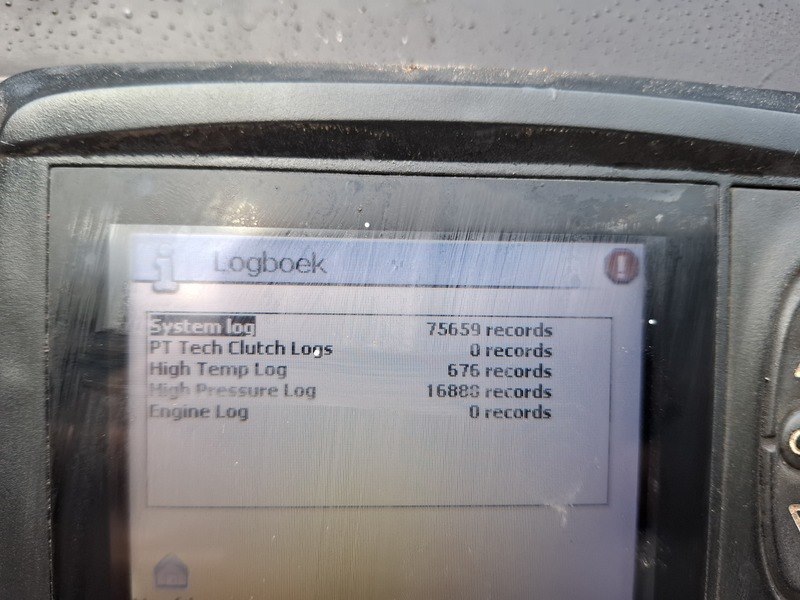 Logboek
System log 75659 records
PT Tech Clutch Logs 0 records
High Temp Log 676 records
High Pressure Log 16888 records
Engine Log 0 records